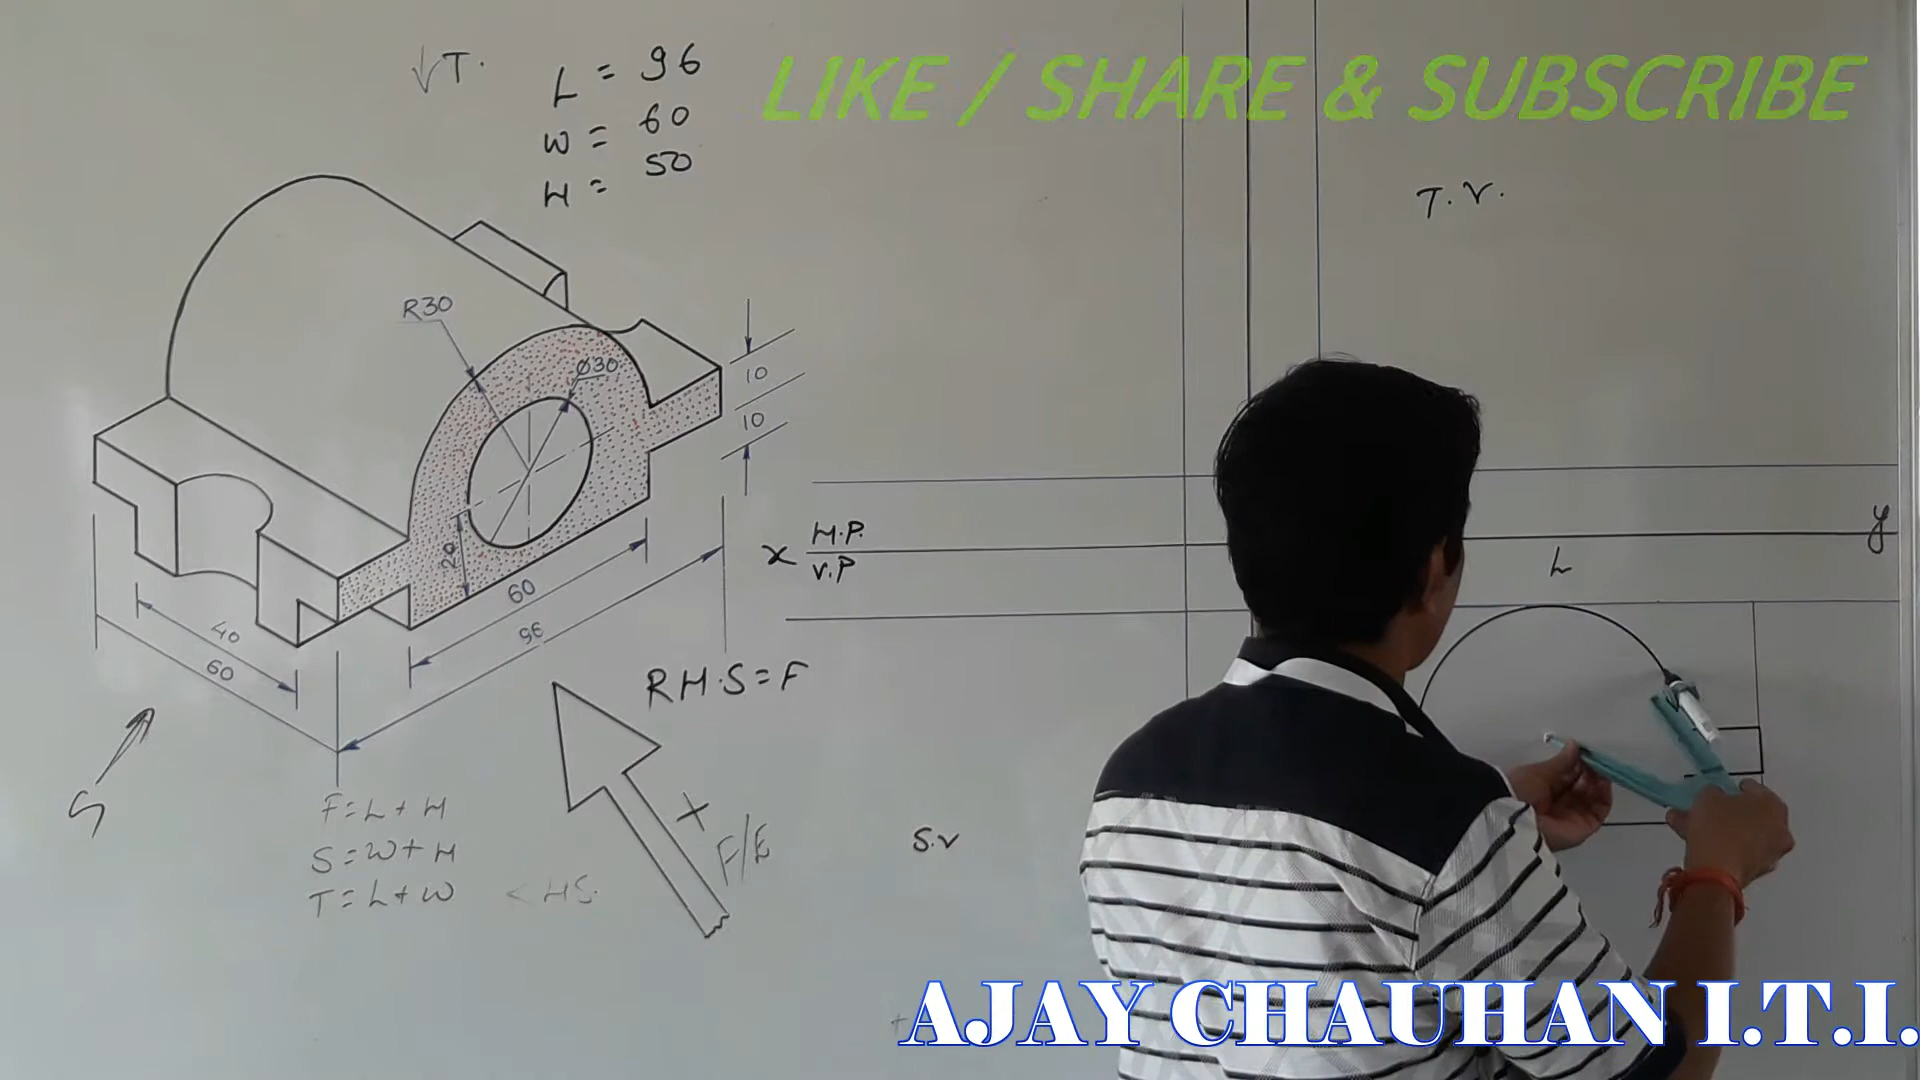 ↓T.
L = 96
W = 60
H = 50
LIKE / SHARE & SUBSCRIBE
T.V.
R30
Ø30
10
10
20
60
96
40
60
X H.P.
V.P
y
L
RH.S = F
S
F = L + H
S = W + H
T = L + W
< HS.
X
F/E
S.V
AJAY CHAUHAN I.T.I.